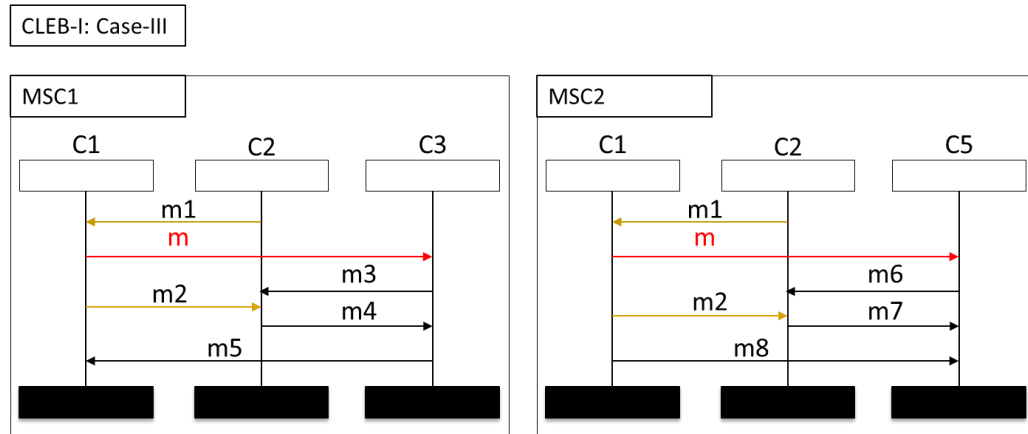 CLEB-I: Case-III
MSC1
C1 C2 C3
m1
m
m3
m2
m4
m5
MSC2
C1 C2 C5
m1
m
m6
m2
m7
m8